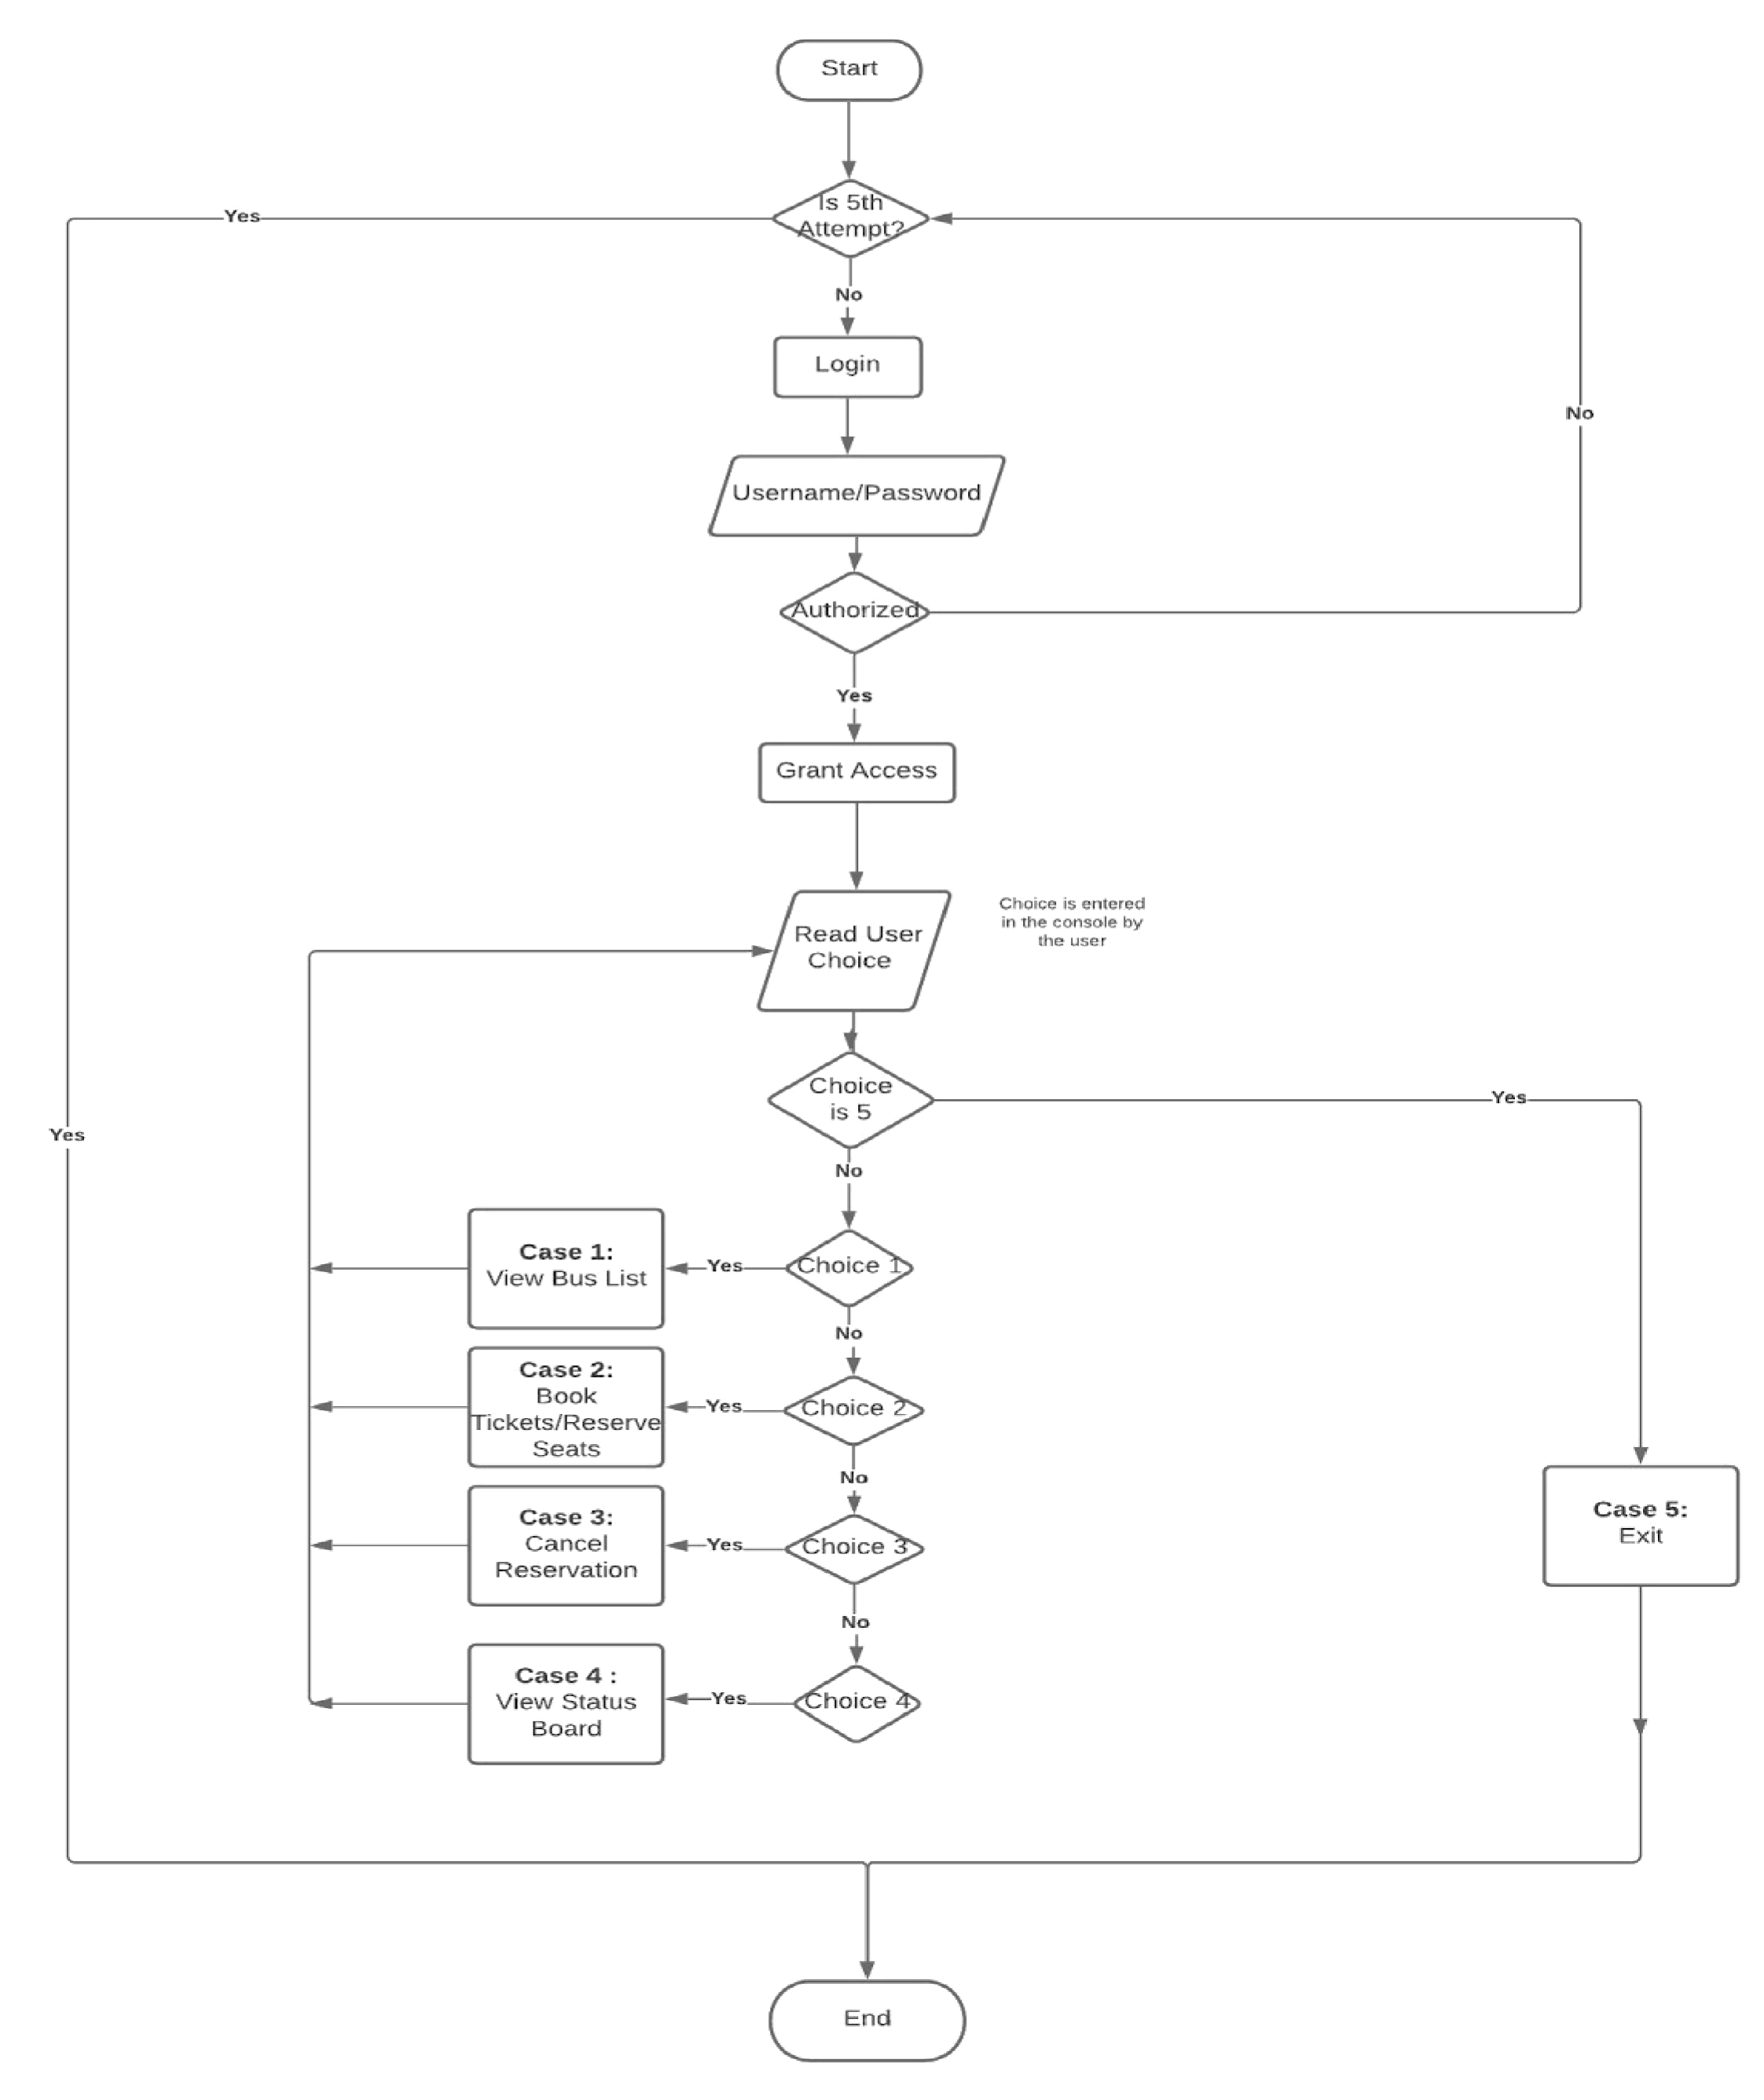 Start
Is 5th
Attempt?
Yes
No
Login
No
Username/Password
Authorized
Yes
Grant Access
Choice is entered
in the console by
the user
Read User
Choice
Choice
is 5
Yes
Yes
No
Case 1:
View Bus List
Yes
Choice 1
No
Case 2:
Book
Tickets/Reserve
Seats
Yes
Choice 2
No
Case 3:
Cancel
Reservation
Yes
Choice 3
Case 5:
Exit
No
Case 4 :
View Status
Board
Yes
Choice 4
End